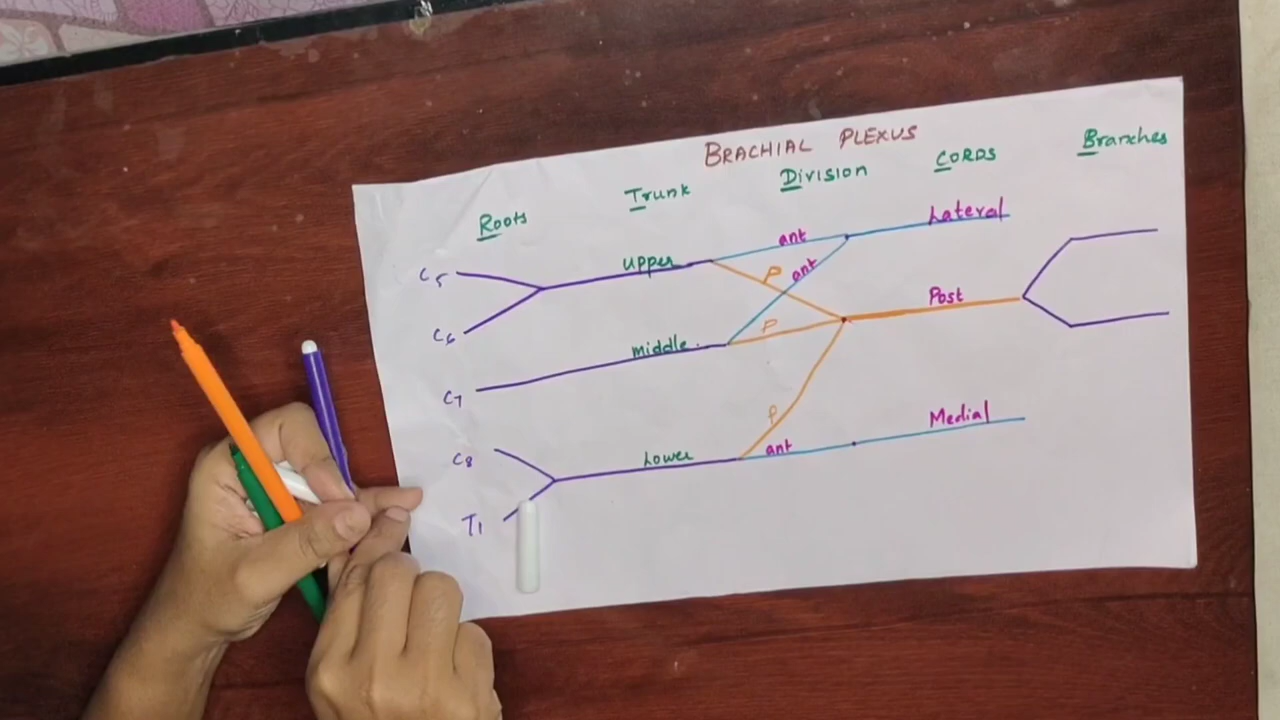 BRACHIAL PLEXUS
Roots Trunk Division CORDS Branches
C5 upper ant Lateral
P ant
C6 Post
middle P
C7
P Medial
C8 Lower ant
T1